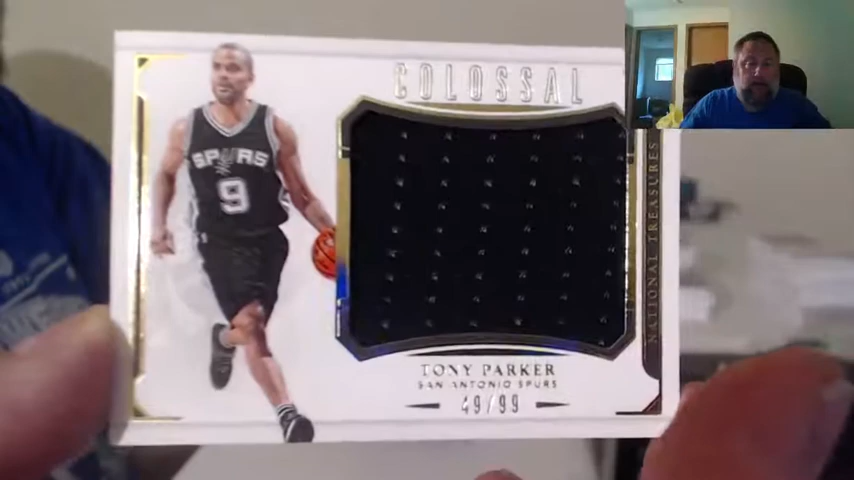 COLOSSAL
SPURS
9
NATIONAL TREASURES
TONY PARKER
SAN ANTONIO SPURS
49/99